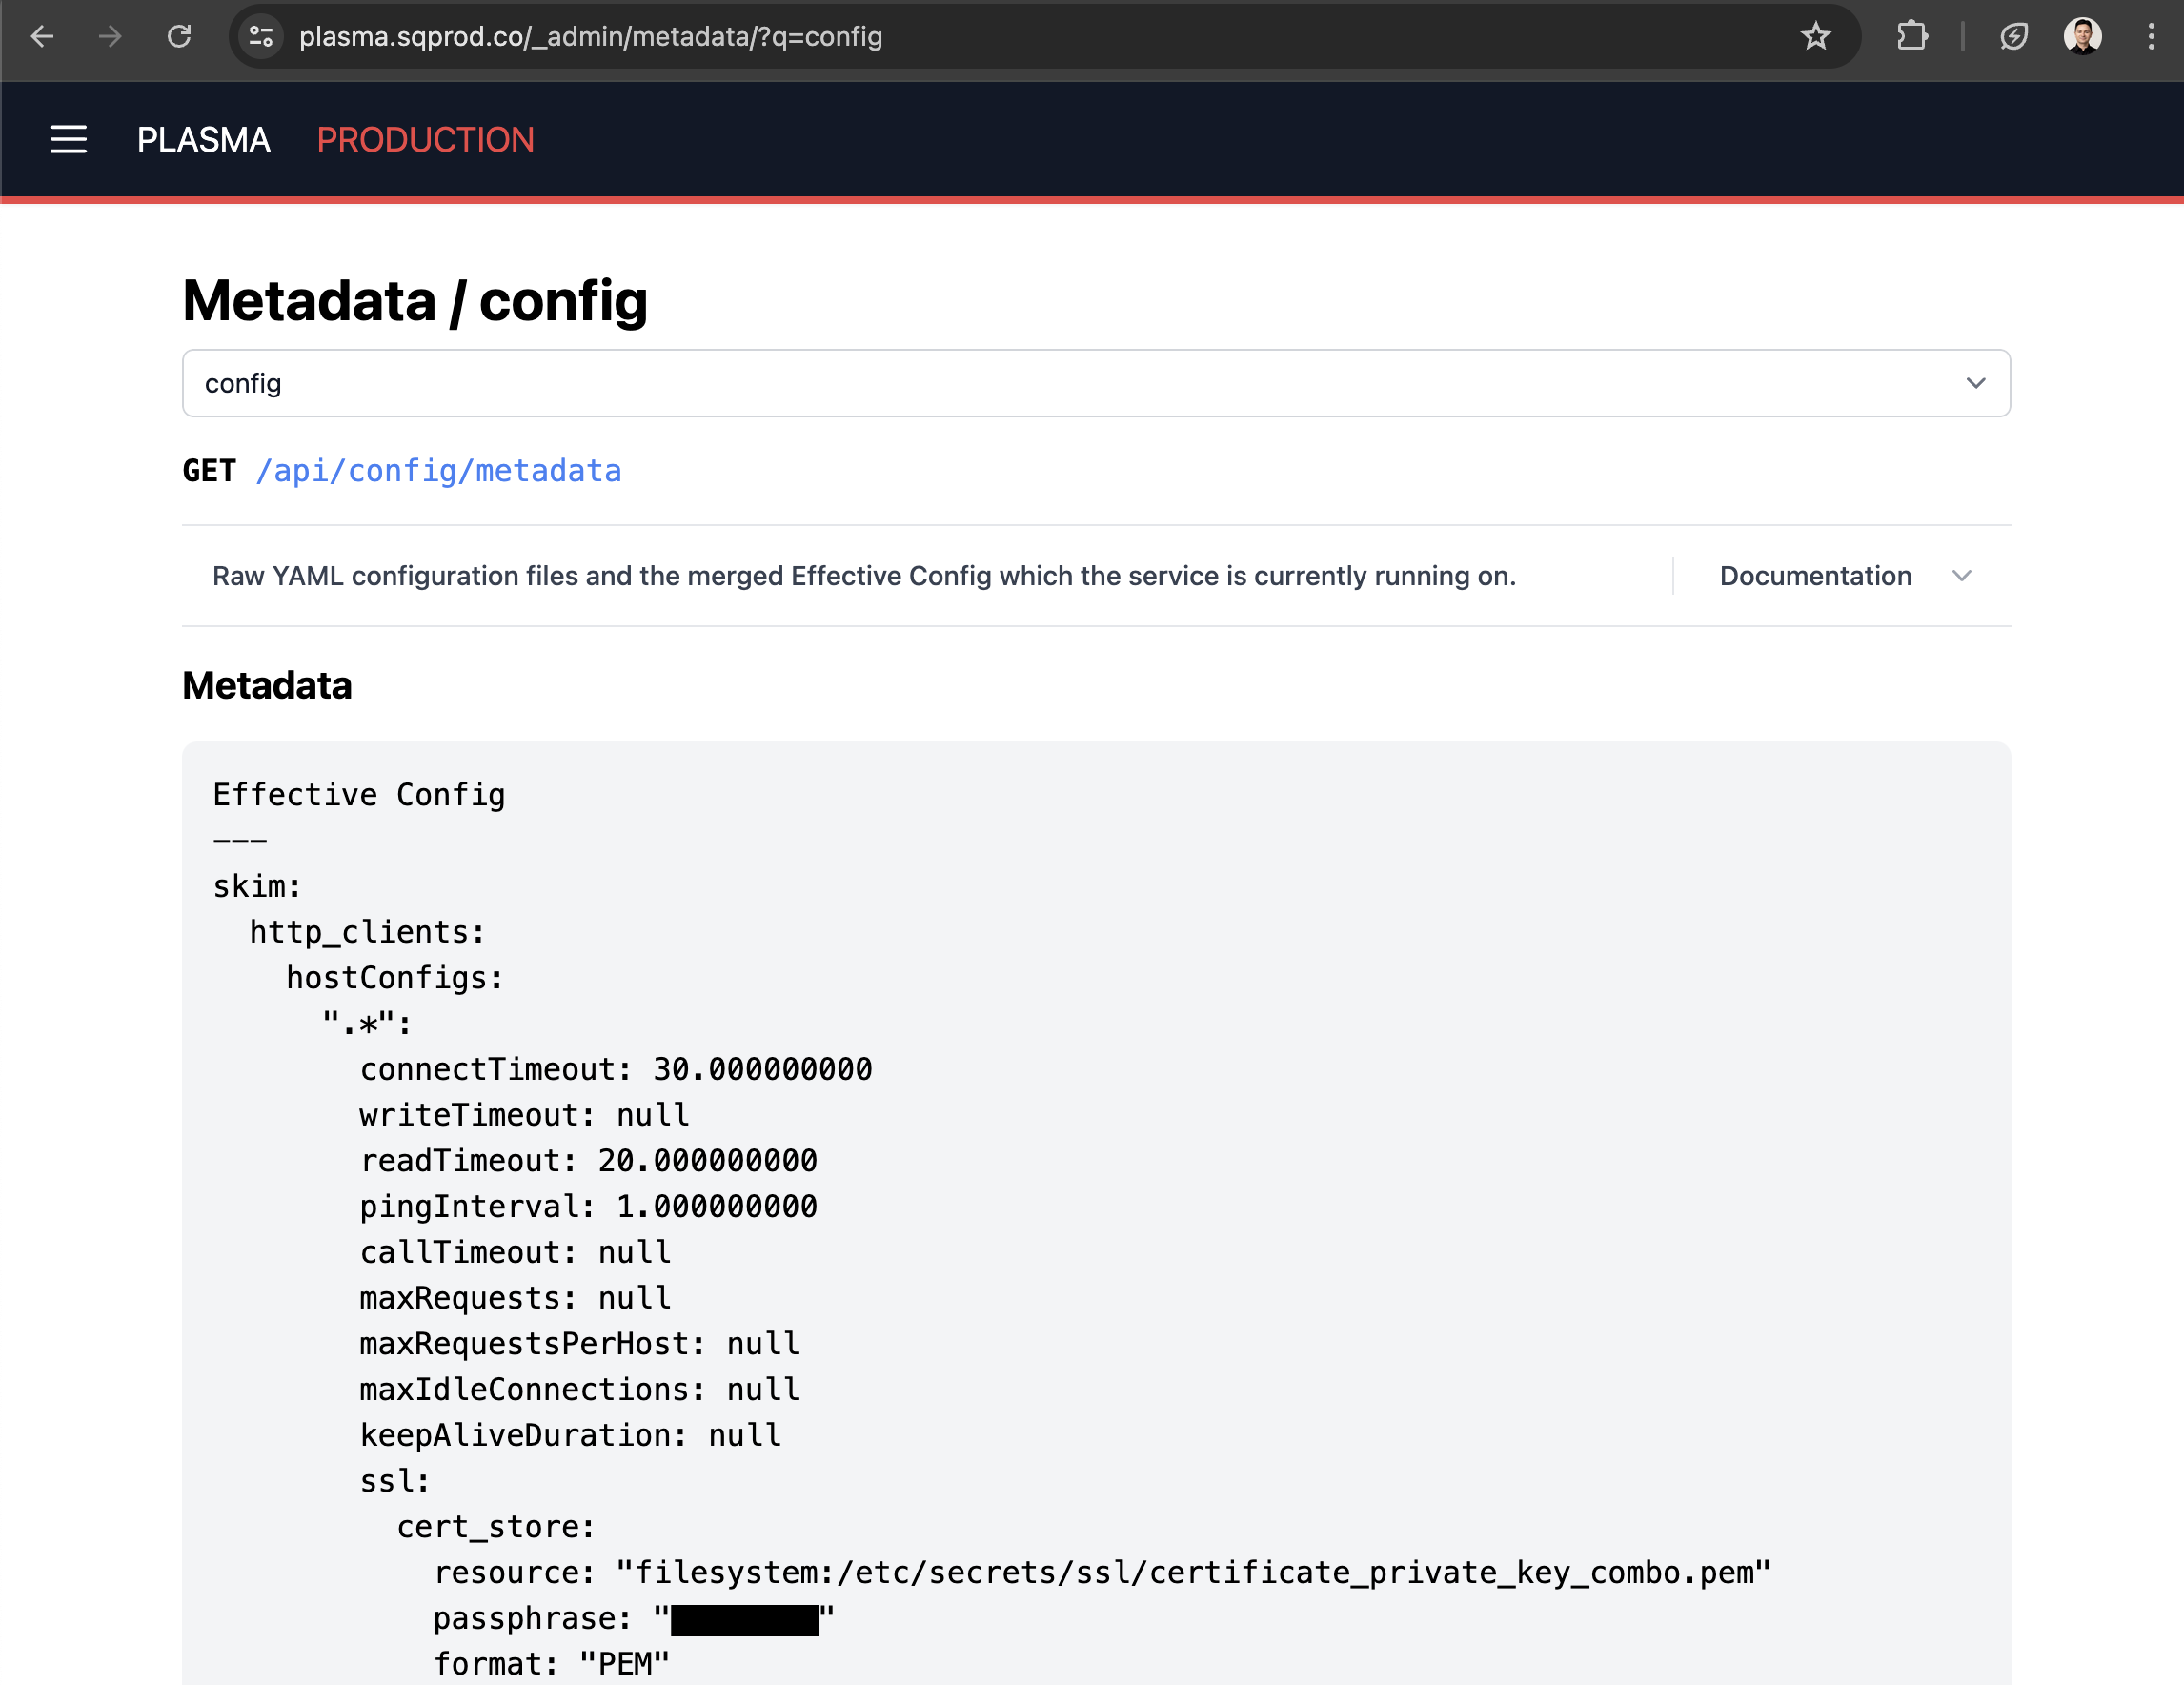 plasma.sqprod.co/_admin/metadata/?q=config
PLASMA PRODUCTION
Metadata / config
config
GET /api/config/metadata
Raw YAML configuration files and the merged Effective Config which the service is currently running on. Documentation
Metadata
Effective Config
---
skim:
  http_clients:
    hostConfigs:
      ".*":
        connectTimeout: 30.000000000
        writeTimeout: null
        readTimeout: 20.000000000
        pingInterval: 1.000000000
        callTimeout: null
        maxRequests: null
        maxRequestsPerHost: null
        maxIdleConnections: null
        keepAliveDuration: null
        ssl:
          cert_store:
            resource: "filesystem:/etc/secrets/ssl/certificate_private_key_combo.pem"
            passphrase: ""
            format: "PEM"